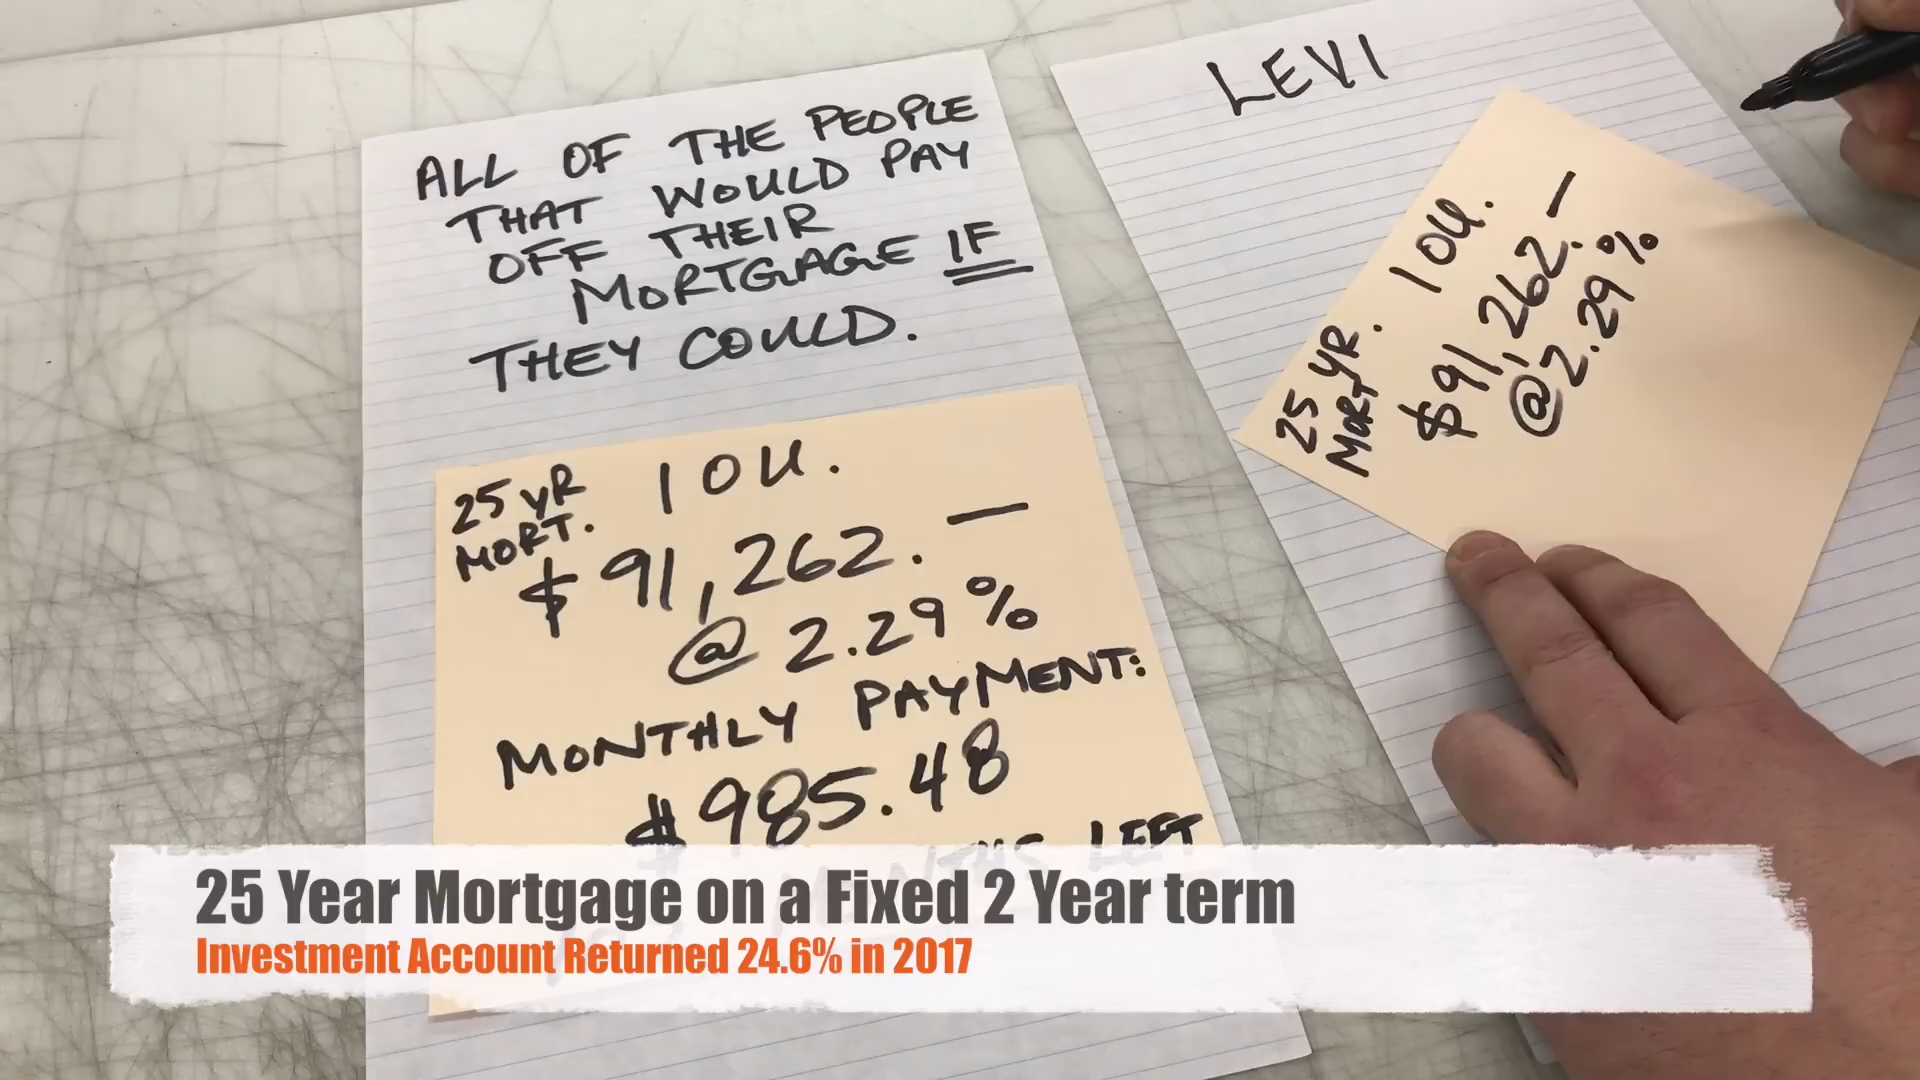 ALL OF THE PEOPLE
THAT WOULD PAY
OFF THEIR
MORTGAGE IF
THEY COULD.
25 YR
MORT.
IOU.
$91,262.—
@ 2.29%
MONTHLY PAYMENT:
$985.48
LEFT
LEVI
25 YR.
MORT
IOU.
$91,262.—
@2.29%
25 Year Mortgage on a Fixed 2 Year term
Investment Account Returned 24.6% in 2017